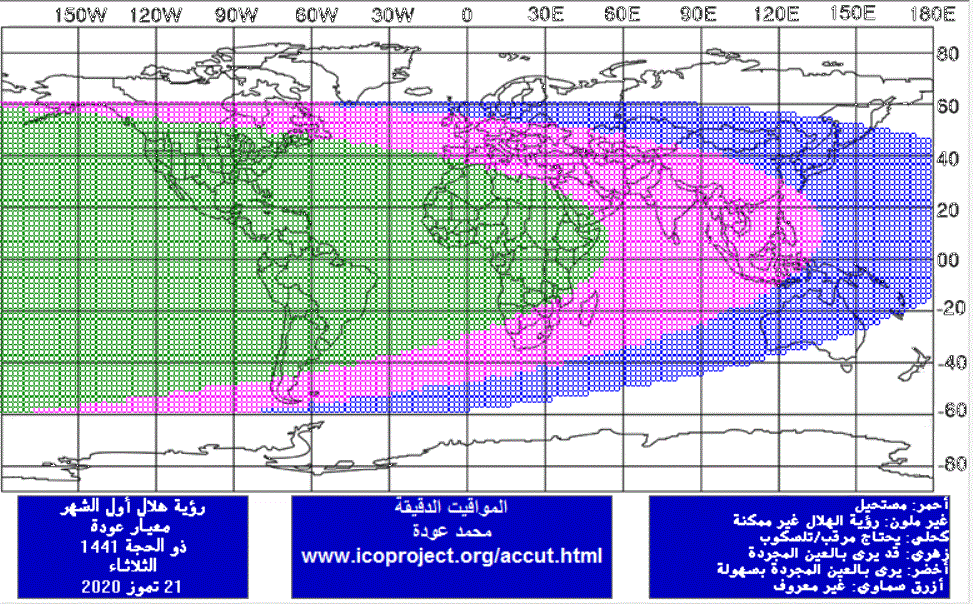 150W 120W 90W 60W 30W 0 30E 60E 90E 120E 150E 180E
80
60
40
20
00
-20
-40
-60
-80
رؤية هلال أول الشهر
معيار عودة
ذو الحجة 1441
الثلاثاء
21 تموز 2020
المواقيت الدقيقة
محمد عودة
www.icoproject.org/accut.html
أحمر: مستحيل
غير ملون: رؤية الهلال غير ممكنة
كحلي: يحتاج مرقب/تلسكوب
زهري: قد يرى بالعين المجردة
أخضر: يرى بالعين المجردة بسهولة
أزرق سماوي: غير معروف